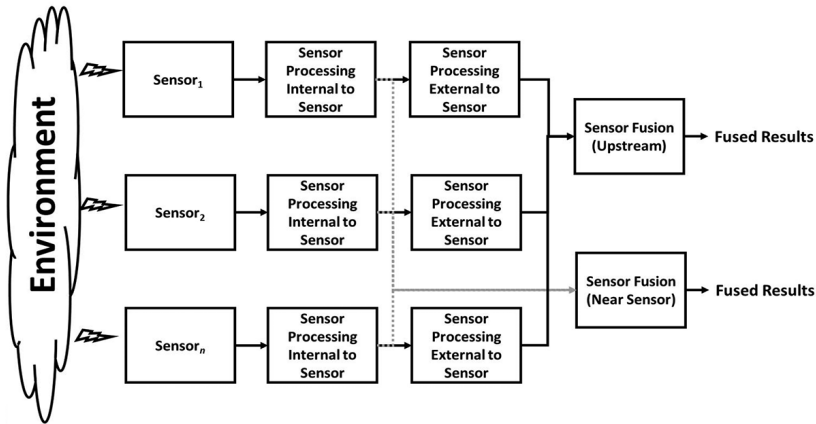 Environment
Sensor₁
Sensor
Processing
Internal to
Sensor
Sensor
Processing
External to
Sensor
Sensor Fusion
(Upstream)
Fused Results
Sensor₂
Sensor
Processing
Internal to
Sensor
Sensor
Processing
External to
Sensor
Sensor Fusion
(Near Sensor)
Fused Results
Sensorₙ
Sensor
Processing
Internal to
Sensor
Sensor
Processing
External to
Sensor